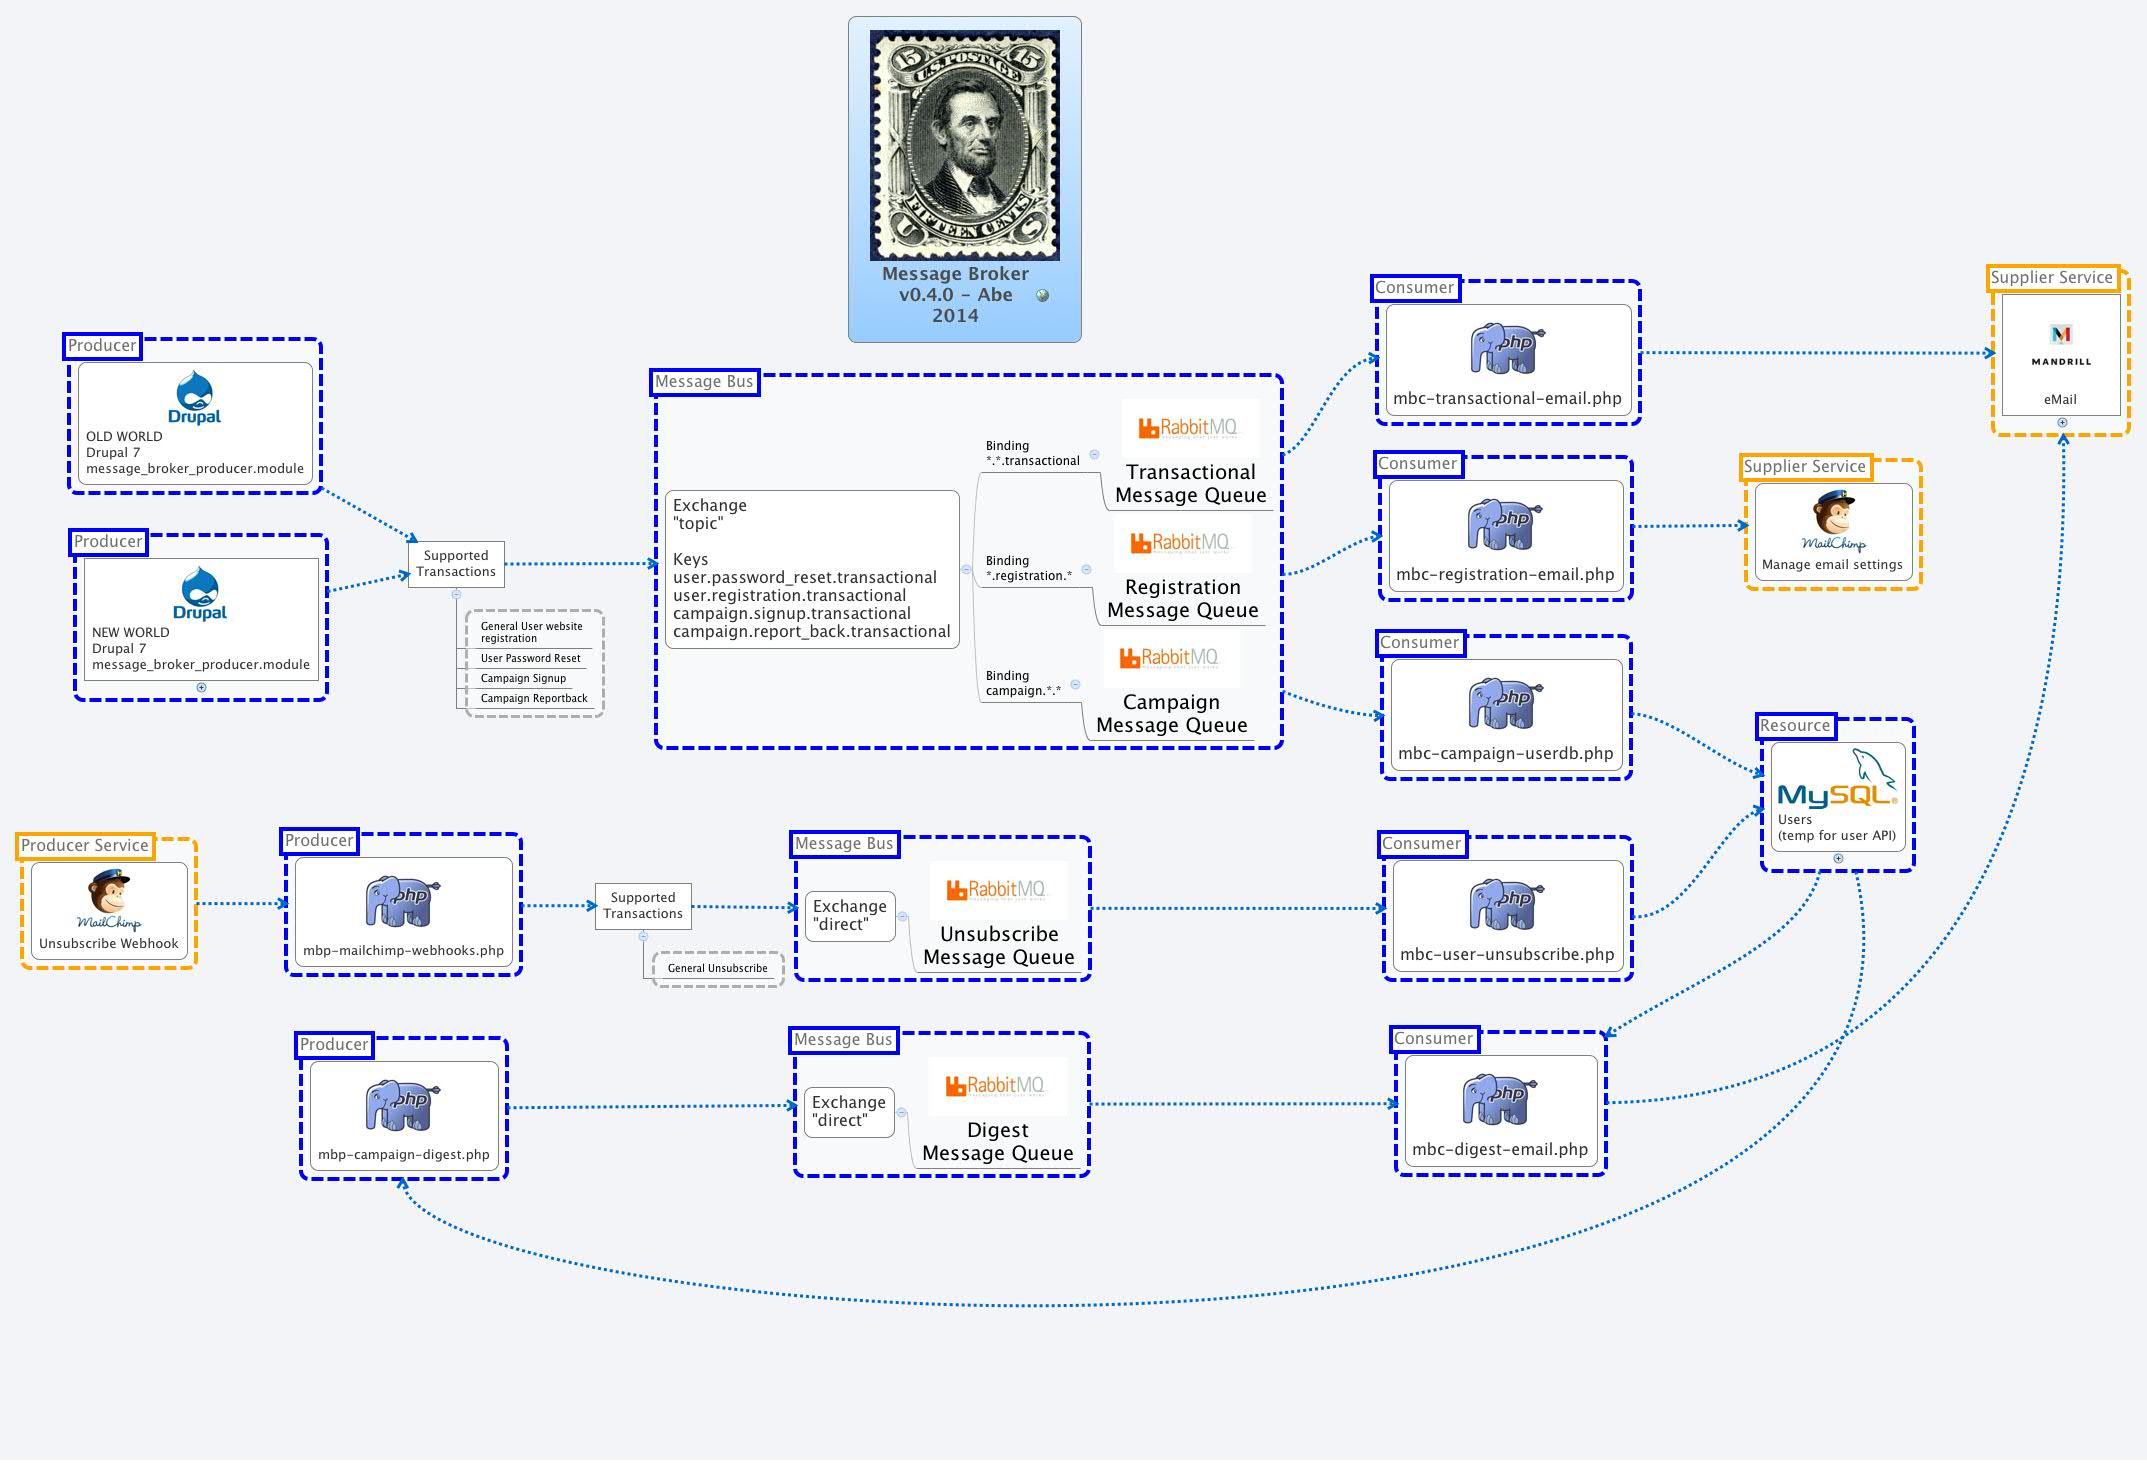 15
U.S. POSTAGE
15
U
FIFTEEN CENTS
S
Message Broker
v0.4.0 - Abe
2014
Producer
Drupal
OLD WORLD
Drupal 7
message_broker_producer.module
Producer
Drupal
NEW WORLD
Drupal 7
message_broker_producer.module
Supported
Transactions
General User website
registration
User Password Reset
Campaign Signup
Campaign Reportback
Message Bus
Exchange
"topic"
Keys
user.password_reset.transactional
user.registration.transactional
campaign.signup.transactional
campaign.report_back.transactional
Binding
*.*.transactional
RabbitMQ
Transactional
Message Queue
Binding
*.registration.*
RabbitMQ
Registration
Message Queue
Binding
campaign.*.*
RabbitMQ
Campaign
Message Queue
Consumer
php
mbc-transactional-email.php
Supplier Service
MANDRILL
eMail
Consumer
php
mbc-registration-email.php
Supplier Service
MailChimp
Manage email settings
Consumer
php
mbc-campaign-userdb.php
Resource
MySQL®
Users
(temp for user API)
Producer Service
MailChimp
Unsubscribe Webhook
Producer
php
mbp-mailchimp-webhooks.php
Supported
Transactions
General Unsubscribe
Message Bus
Exchange
"direct"
RabbitMQ
Unsubscribe
Message Queue
Consumer
php
mbc-user-unsubscribe.php
Producer
php
mbp-campaign-digest.php
Message Bus
Exchange
"direct"
RabbitMQ
Digest
Message Queue
Consumer
php
mbc-digest-email.php